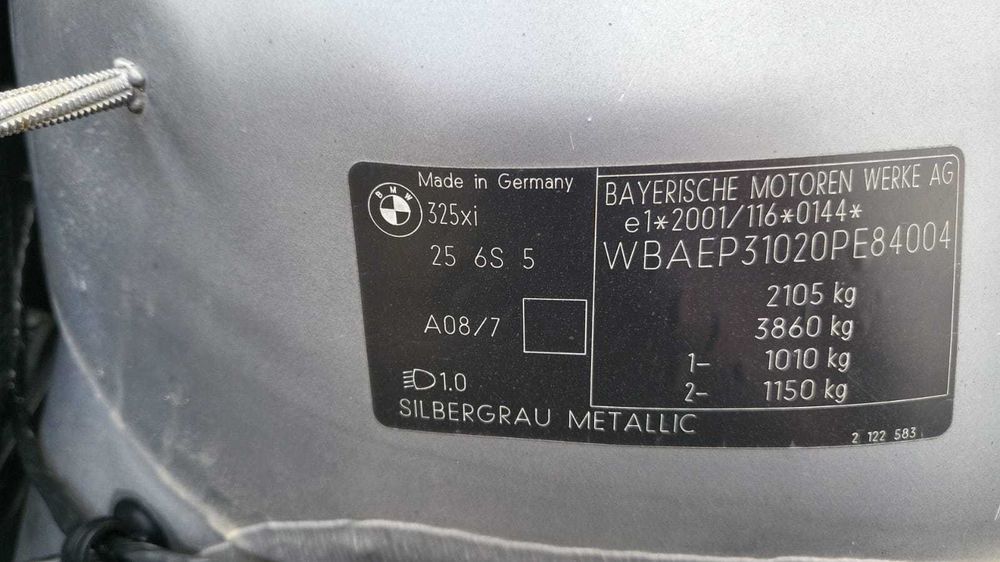 BMW
Made in Germany
325xi
25 6S 5
A08/7
1.0
SILBERGRAU METALLIC
BAYERISCHE MOTOREN WERKE AG
e1*2001/116*0144*
WBAEP31020PE84004
2105 kg
3860 kg
1- 1010 kg
2- 1150 kg
2 122 583